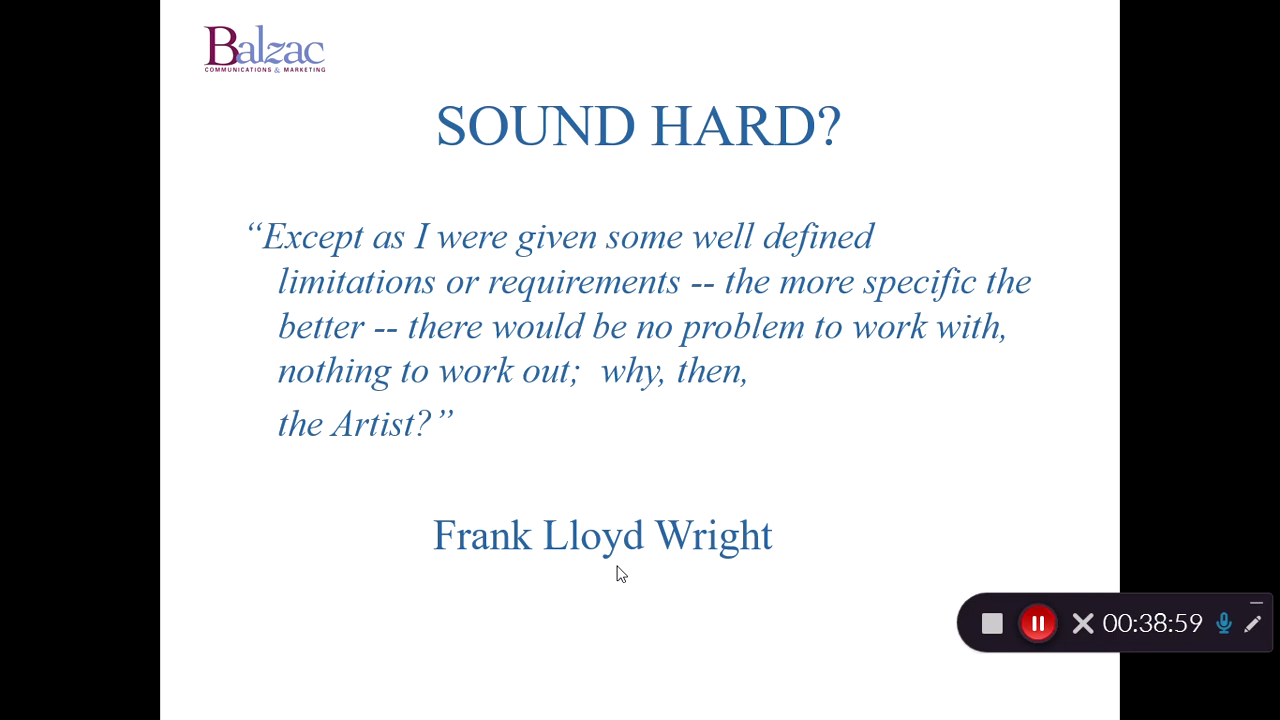 Balzac
COMMUNICATIONS & MARKETING
SOUND HARD?
“Except as I were given some well defined
limitations or requirements -- the more specific the
better -- there would be no problem to work with,
nothing to work out;  why, then,
the Artist?”
Frank Lloyd Wright
00:38:59